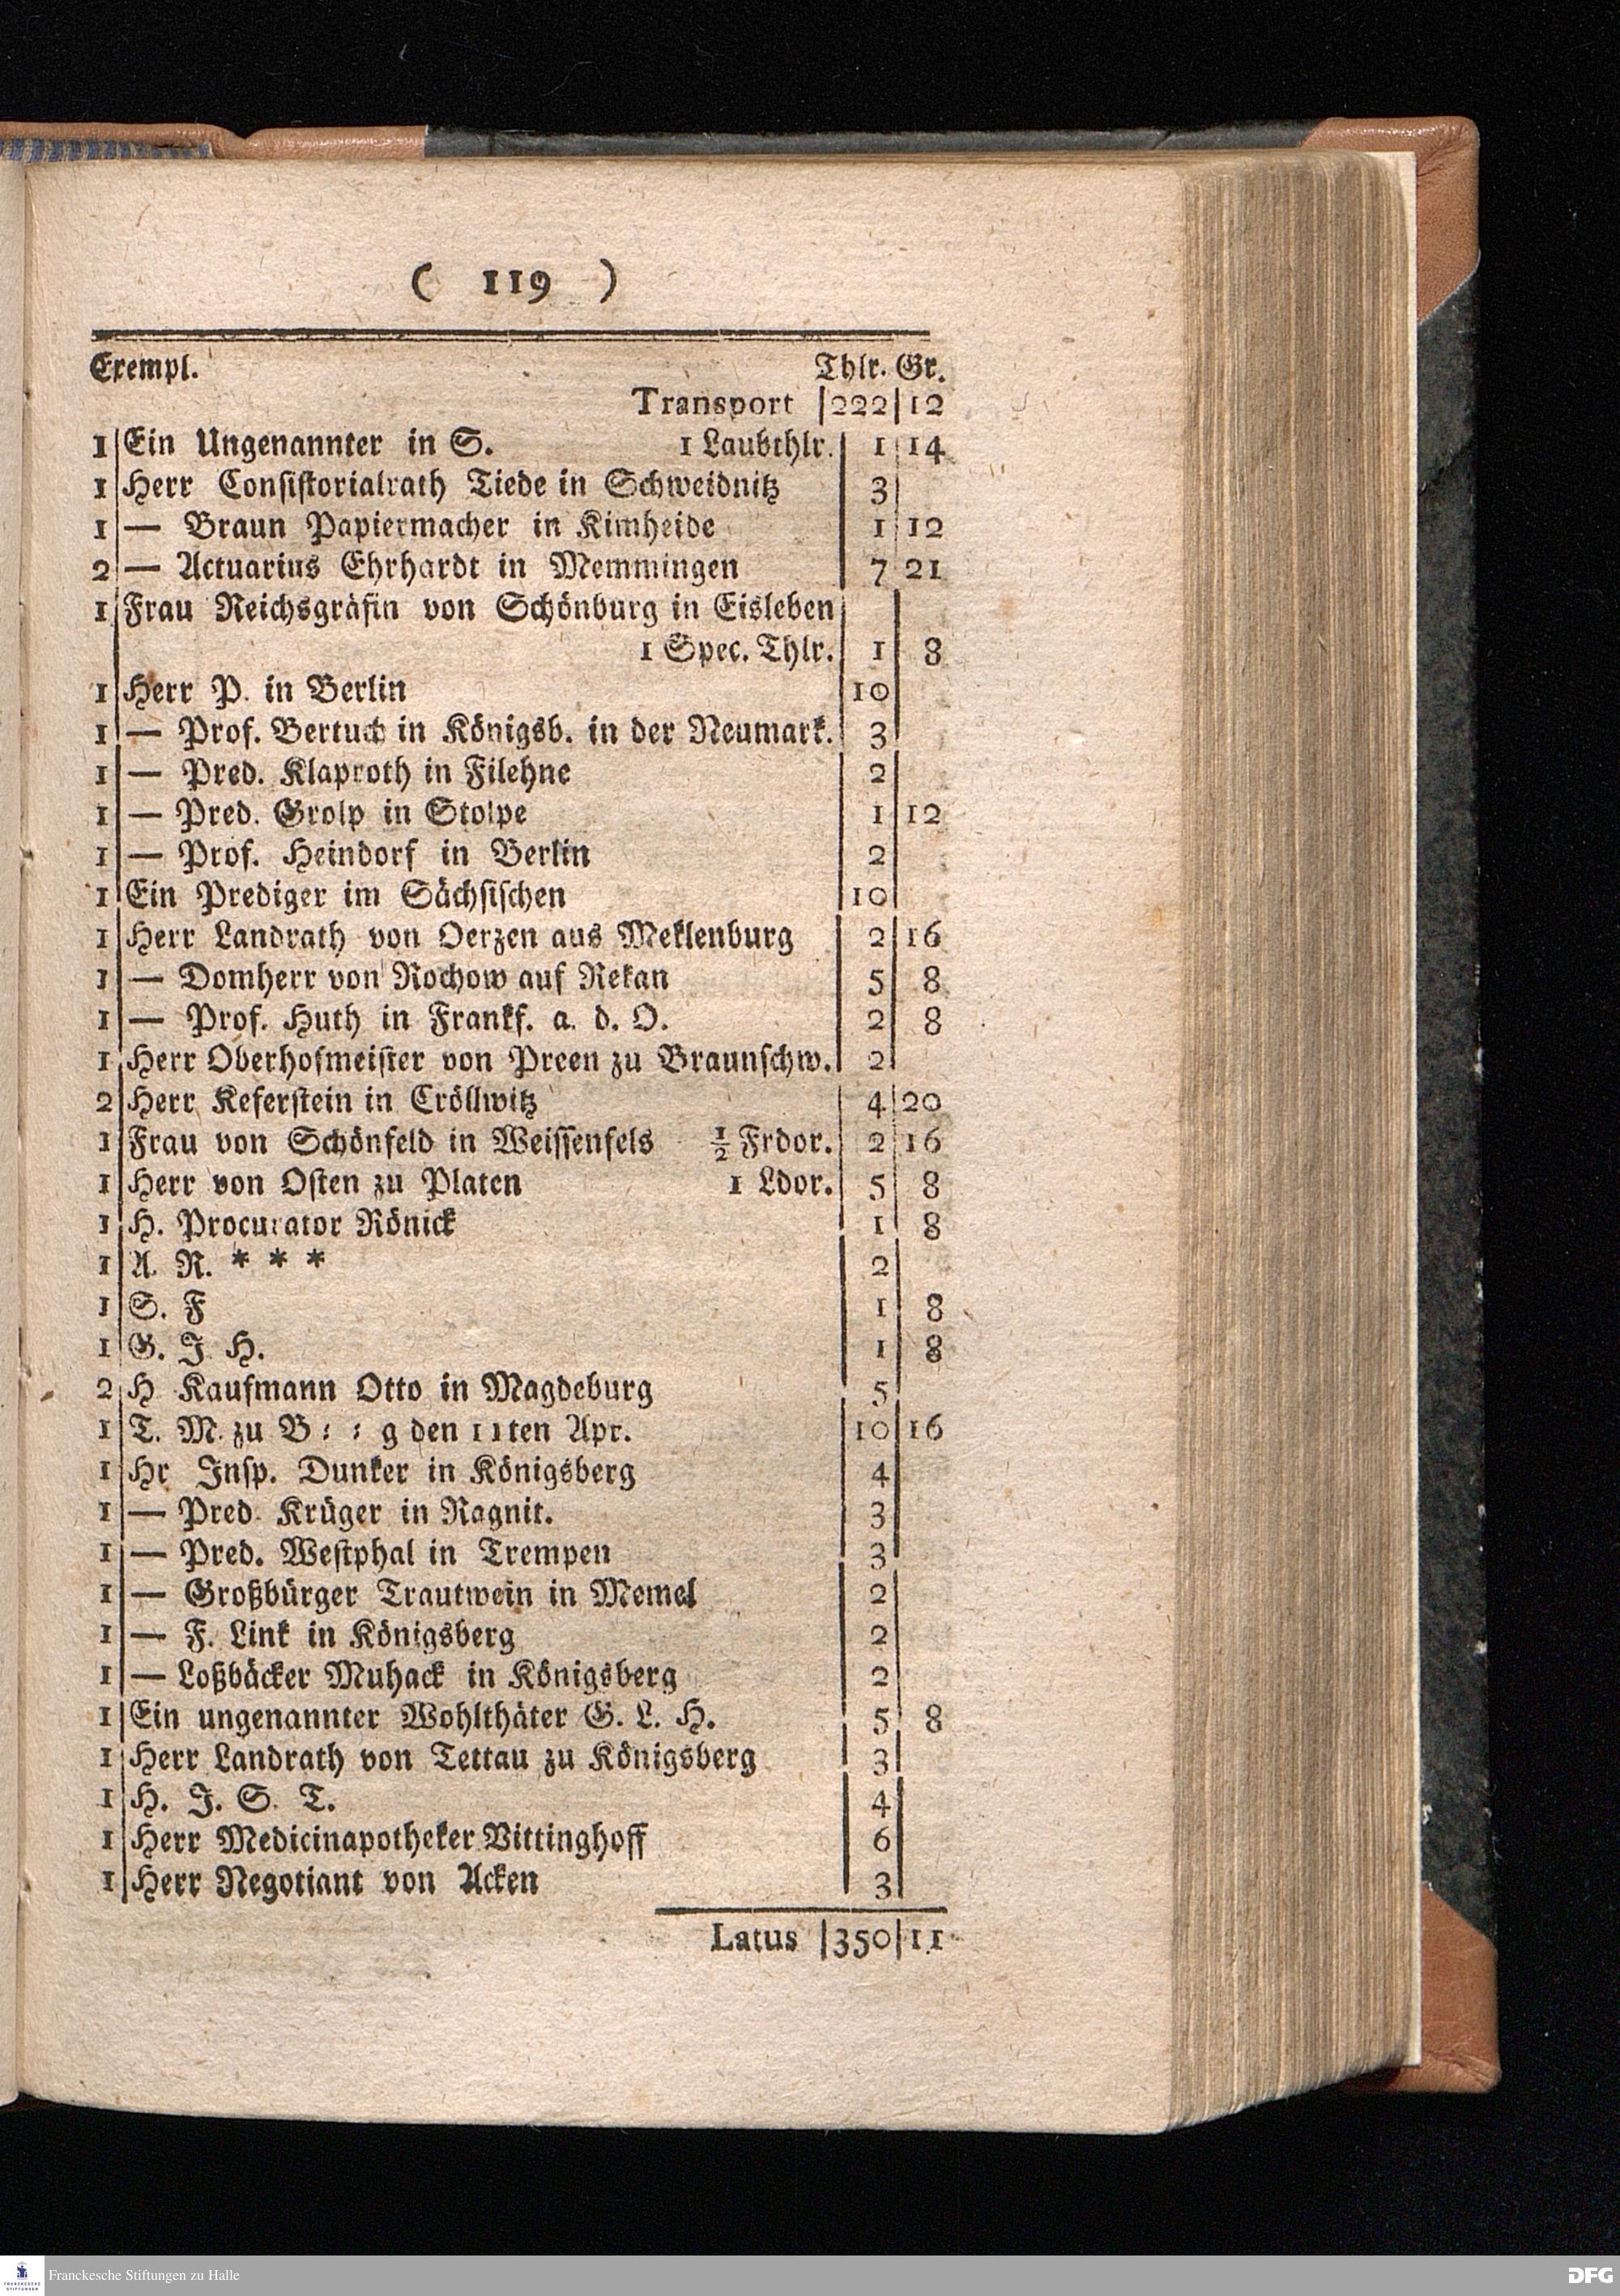 ( 119 )
Exempl. Thlr. Gr.
Transport 222 12
1 Ein Ungenannter in S. 1 Laubthlr. 1 14
1 Herr Consistorialrath Tiede in Schweidnitz 3
1 — Braun Papiermacher in Kimheide 1 12
2 — Actuarius Ehrhardt in Memmingen 7 21
1 Frau Reichsgräfin von Schönburg in Eisleben
1 Spec. Thlr. 1 8
1 Herr P. in Berlin 10
1 — Prof. Bertuch in Königsb. in der Neumark. 3
1 — Pred. Klaproth in Filehne 2
1 — Pred. Grolp in Stolpe 1 12
1 — Prof. Heindorf in Berlin 2
1 Ein Prediger im Sächsischen 10
1 Herr Landrath von Oerzen aus Meklenburg 2 16
1 — Domherr von Rochow auf Rekan 5 8
1 — Prof. Huth in Frankf. a. d. O. 2 8
1 Herr Oberhofmeister von Preen zu Braunschw. 2
2 Herr Keferstein in Cröllwitz 4 20
1 Frau von Schönfeld in Weissenfels ½ Frdor. 2 16
1 Herr von Osten zu Platen 1 Ldor. 5 8
1 H. Procurator Rönick 1 8
1 A. R. * * * 2
1 S. F 1 8
1 G. J. H. 1 8
2 H Kaufmann Otto in Magdeburg 5
1 T. M. zu B : : g den 11ten Apr. 10 16
1 Hr Insp. Dunker in Königsberg 4
1 — Pred. Krüger in Ragnit. 3
1 — Pred. Westphal in Trempen 3
1 — Großbürger Trautwein in Memel 2
1 — F. Link in Königsberg 2
1 — Loßbäcker Muhack in Königsberg 2
1 Ein ungenannter Wohlthäter G. L. H. 5 8
1 Herr Landrath von Tettau zu Königsberg 3
1 H. J. S. T. 4
1 Herr Medicinapotheker Vittinghoff 6
1 Herr Negotiant von Acken 3
Latus 350 11
FRANCKESCHE STIFTUNGEN
Franckesche Stiftungen zu Halle
DFG